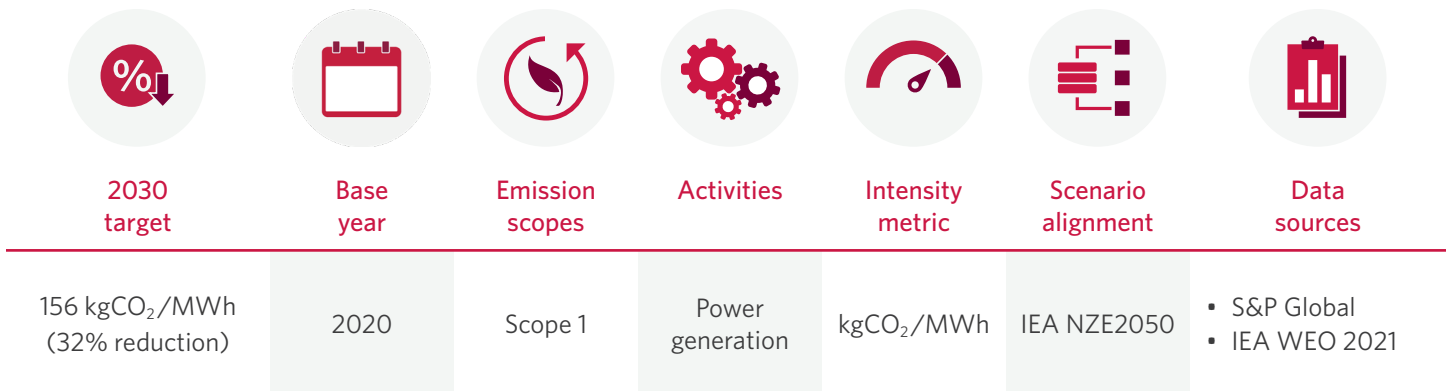 %
2030
target
Base
year
Emission
scopes
Activities
Intensity
metric
Scenario
alignment
Data
sources
156 kgCO₂/MWh
(32% reduction)
2020
Scope 1
Power
generation
kgCO₂/MWh
IEA NZE2050
• S&P Global
• IEA WEO 2021